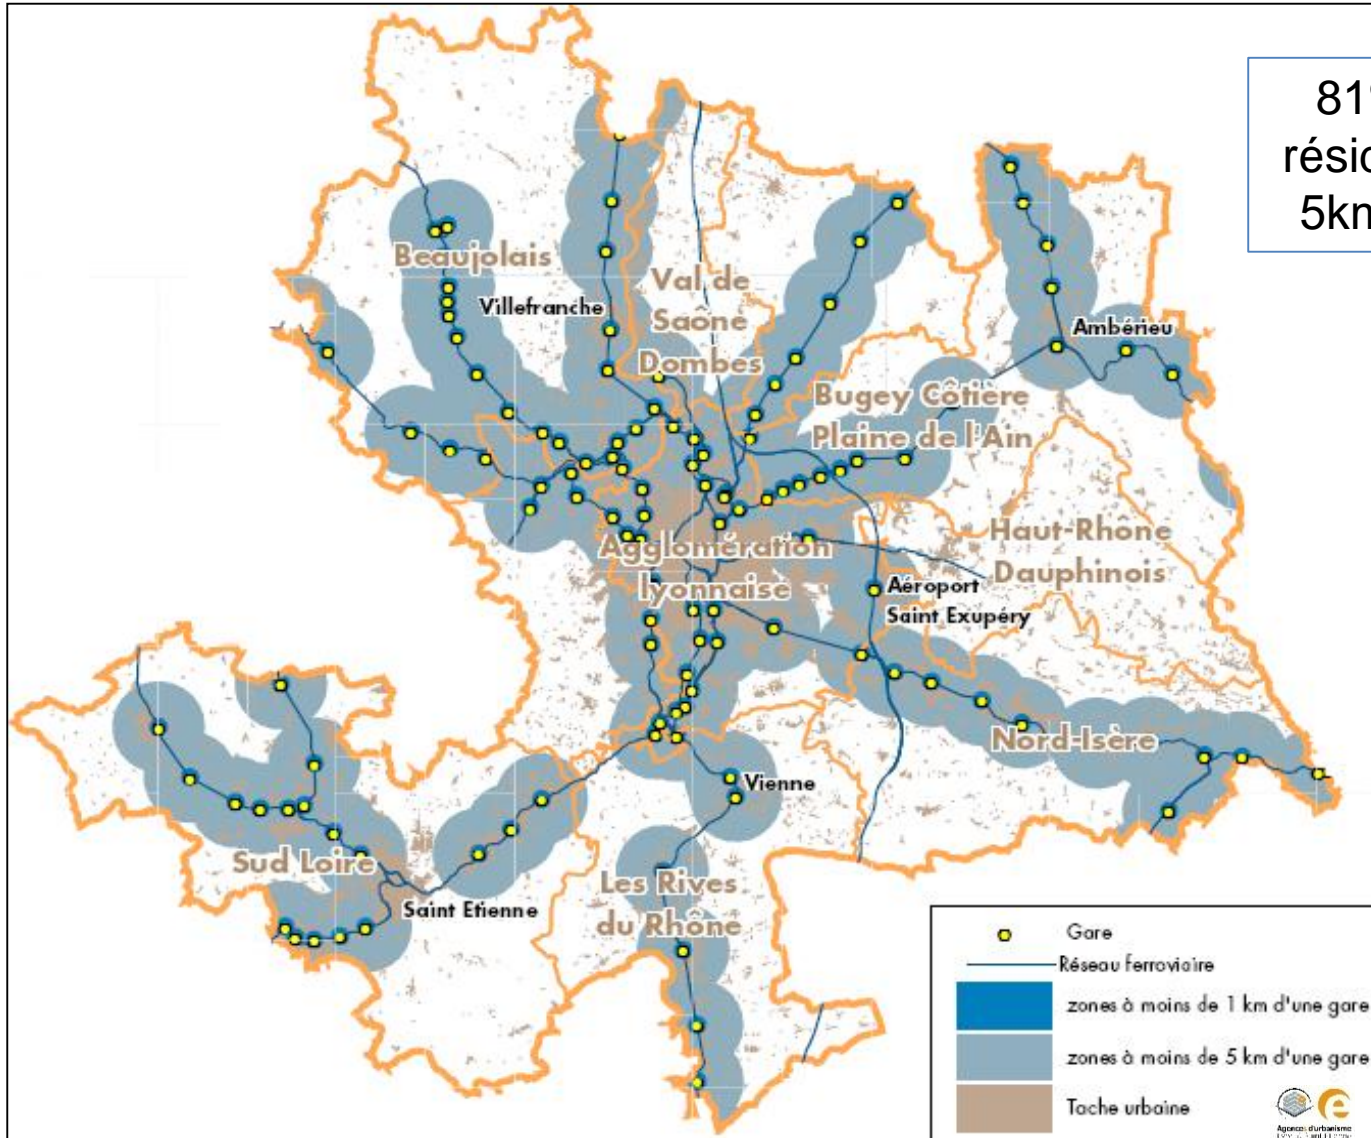 81
résid
5km
Beaujolais
Villefranche
Val de
Saône
Dombes
Ambérieu
Bugey Côtière
Plaine de l'Ain
Haut-Rhône
Dauphinois
Agglomération
lyonnaise
Aéroport
Saint Exupéry
Nord-Isère
Vienne
Sud Loire
Saint Etienne
Les Rives
du Rhône
Gare
Réseau ferroviaire
zones à moins de 1 km d'une gare
zones à moins de 5 km d'une gare
Tache urbaine
Agences d'urbanisme